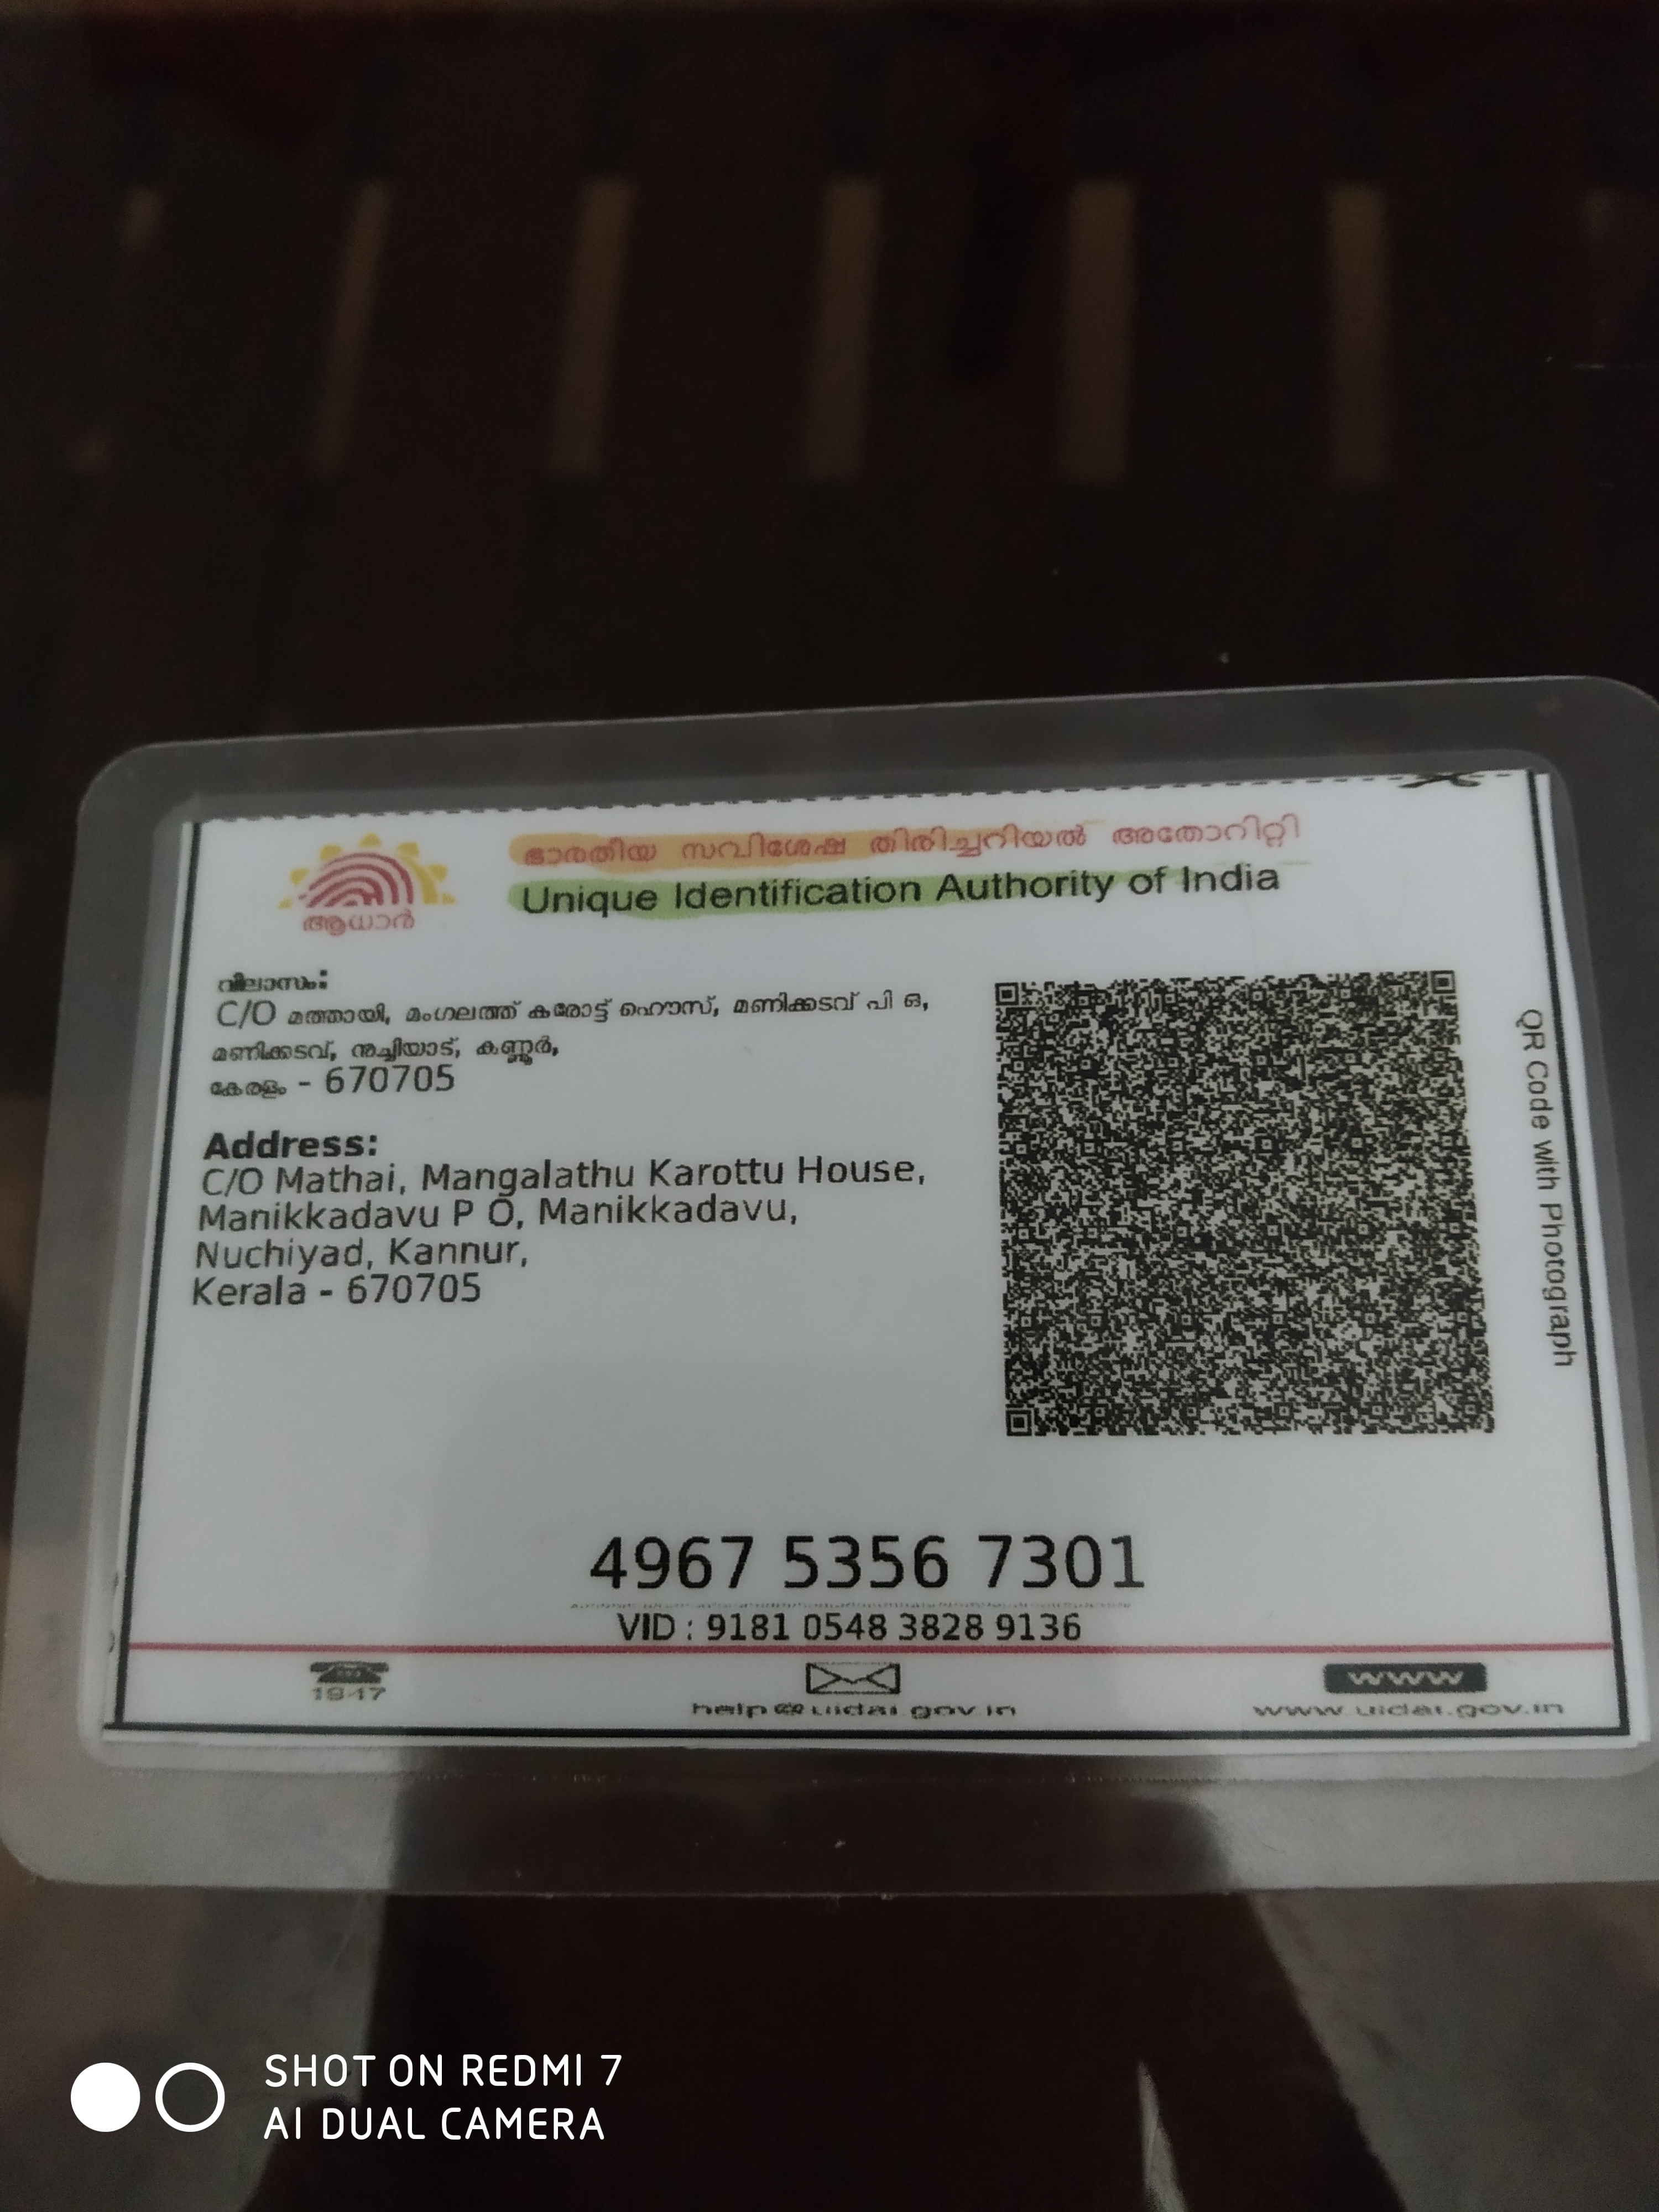 ആധാർ
ഭാരതീയ സവിശേഷ തിരിച്ചറിയൽ അതോറിറ്റി
Unique Identification Authority of India
വിലാസം:
C/O മത്തായി, മംഗലത്ത് കരോട്ട് ഹൌസ്, മണിക്കടവ് പി ഒ,
മണിക്കടവ്, നുച്ചിയാട്, കണ്ണൂർ,
കേരളം - 670705
Address:
C/O Mathai, Mangalathu Karottu House,
Manikkadavu P O, Manikkadavu,
Nuchiyad, Kannur,
Kerala - 670705
QR Code with Photograph
4967 5356 7301
VID : 9181 0548 3828 9136
1947
help@uidai.gov.in
www
www.uidai.gov.in
SHOT ON REDMI 7
AI DUAL CAMERA